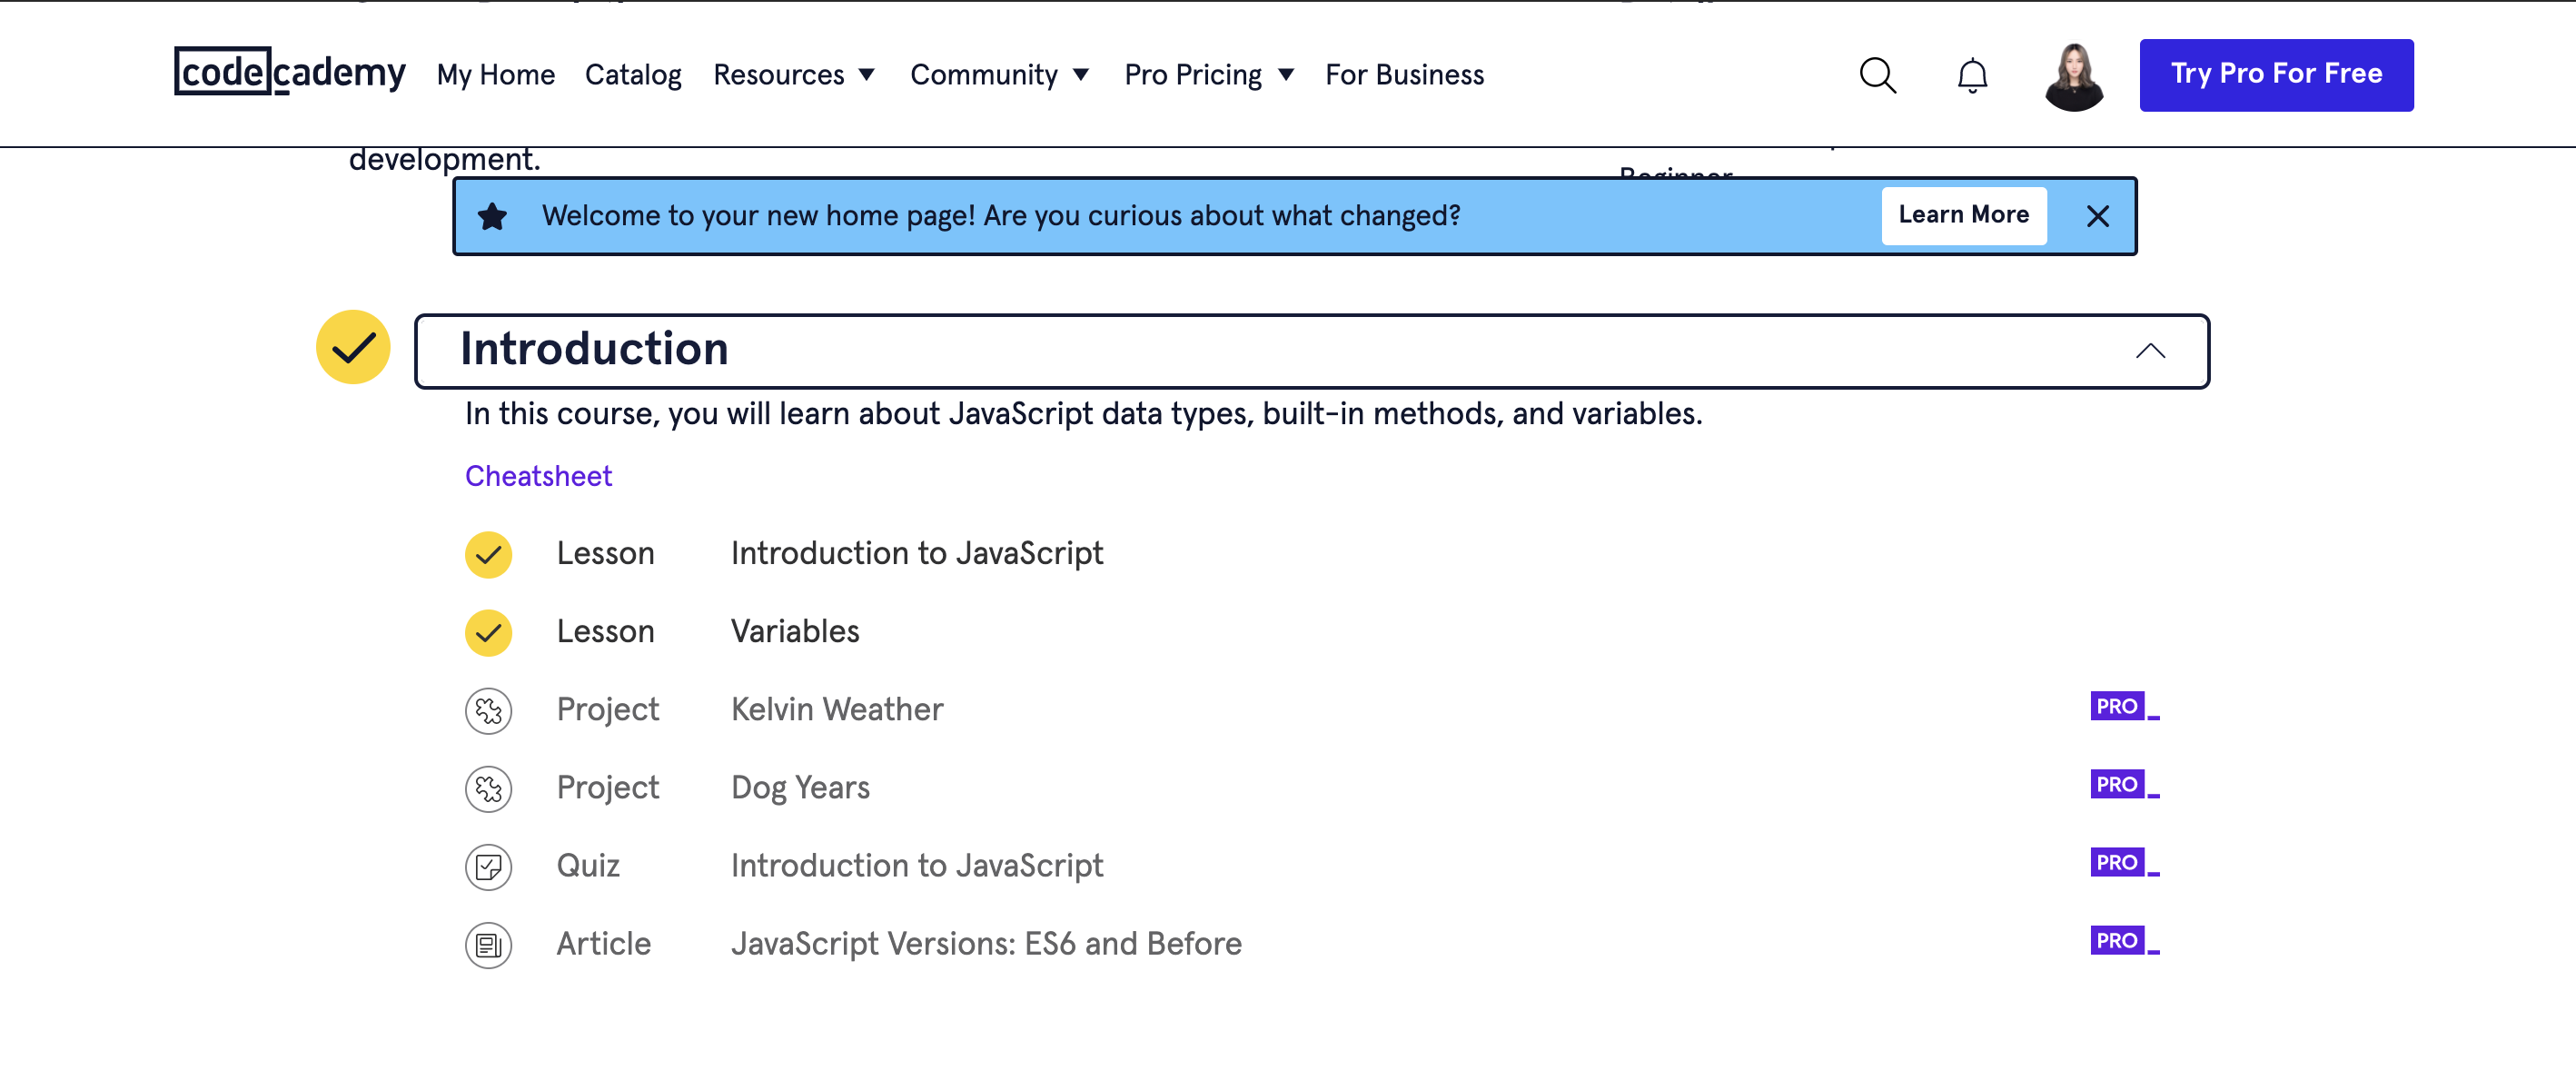 codecademy My Home Catalog Resources Community Pro Pricing For Business Try Pro For Free
development.
Beginner
Welcome to your new home page! Are you curious about what changed? Learn More
Introduction
In this course, you will learn about JavaScript data types, built-in methods, and variables.
Cheatsheet
Lesson Introduction to JavaScript
Lesson Variables
Project Kelvin Weather PRO
Project Dog Years PRO
Quiz Introduction to JavaScript PRO
Article JavaScript Versions: ES6 and Before PRO